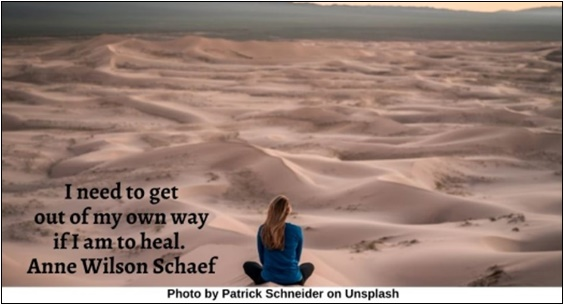 I need to get
out of my own way
if I am to heal.
Anne Wilson Schaef
Photo by Patrick Schneider on Unsplash